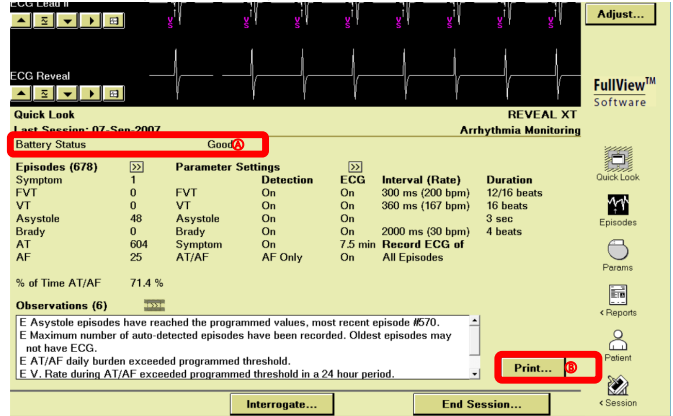 ECG Lead II
Adjust...
VS VS VS VS VS VS
ECG Reveal
FullView™
Software
Quick Look REVEAL XT
Last Session: 07-Sep-2007 Arrhythmia Monitoring
Battery Status Good A
Episodes (678) >> Parameter Settings >>
Symptom 1 Detection ECG Interval (Rate) Duration
FVT 0 FVT On On 300 ms (200 bpm) 12/16 beats
VT 0 VT On On 360 ms (167 bpm) 16 beats
Asystole 48 Asystole On On 3 sec
Brady 0 Brady On On 2000 ms (30 bpm) 4 beats
AT 604 Symptom On 7.5 min Record ECG of
AF 25 AT/AF AF Only On All Episodes
% of Time AT/AF 71.4 %
Observations (6) >>
E Asystole episodes have reached the programmed values, most recent episode #570.
E Maximum number of auto-detected episodes have been recorded. Oldest episodes may
not have ECG.
E AT/AF daily burden exceeded programmed threshold.
E V. Rate during AT/AF exceeded programmed threshold in a 24 hour period.
Print... B
Interrogate... End Session...
Quick Look
Episodes
Params
< Reports
Patient
< Session